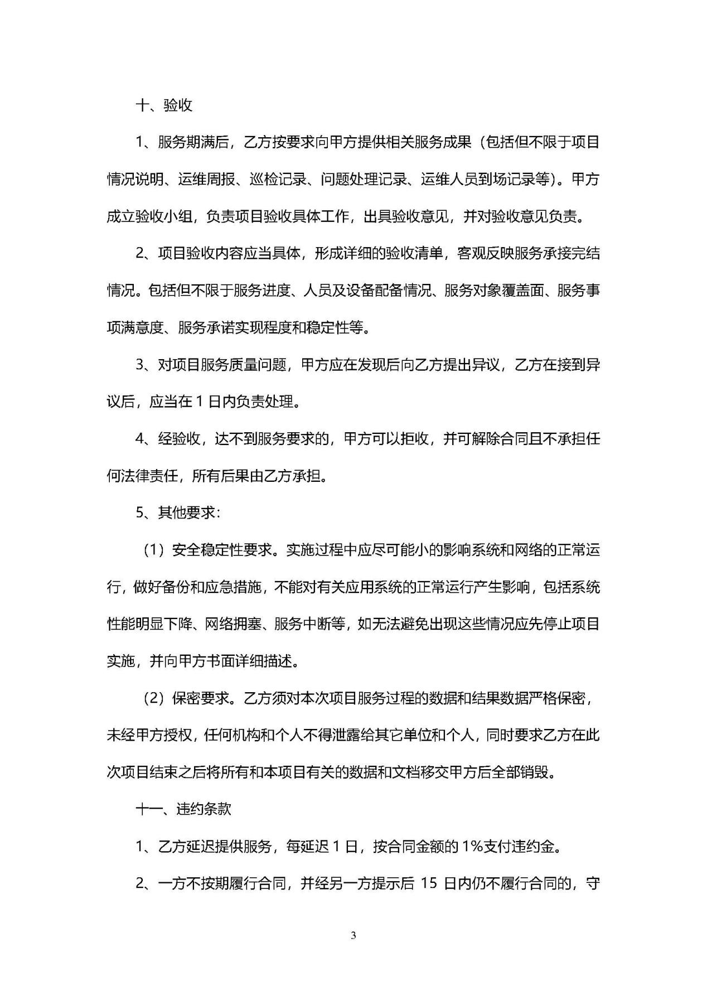 十、验收
1、服务期满后，乙方按要求向甲方提供相关服务成果（包括但不限于项目
情况说明、运维周报、巡检记录、问题处理记录、运维人员到场记录等）。甲方
成立验收小组，负责项目验收具体工作，出具验收意见，并对验收意见负责。
2、项目验收内容应当具体，形成详细的验收清单，客观反映服务承接完结
情况。包括但不限于服务进度、人员及设备配备情况、服务对象覆盖面、服务事
项满意度、服务承诺实现程度和稳定性等。
3、对项目服务质量问题，甲方应在发现后向乙方提出异议，乙方在接到异
议后，应当在 1 日内负责处理。
4、经验收，达不到服务要求的，甲方可以拒收，并可解除合同且不承担任
何法律责任，所有后果由乙方承担。
5、其他要求：
（1）安全稳定性要求。实施过程中应尽可能小的影响系统和网络的正常运
行，做好备份和应急措施，不能对有关应用系统的正常运行产生影响，包括系统
性能明显下降、网络拥塞、服务中断等，如无法避免出现这些情况应先停止项目
实施，并向甲方书面详细描述。
（2）保密要求。乙方须对本次项目服务过程的数据和结果数据严格保密，
未经甲方授权，任何机构和个人不得泄露给其它单位和个人，同时要求乙方在此
次项目结束之后将所有和本项目有关的数据和文档移交甲方后全部销毁。
十一、违约条款
1、乙方延迟提供服务，每延迟 1 日，按合同金额的 1%支付违约金。
2、一方不按期履行合同，并经另一方提示后 15 日内仍不履行合同的，守
3